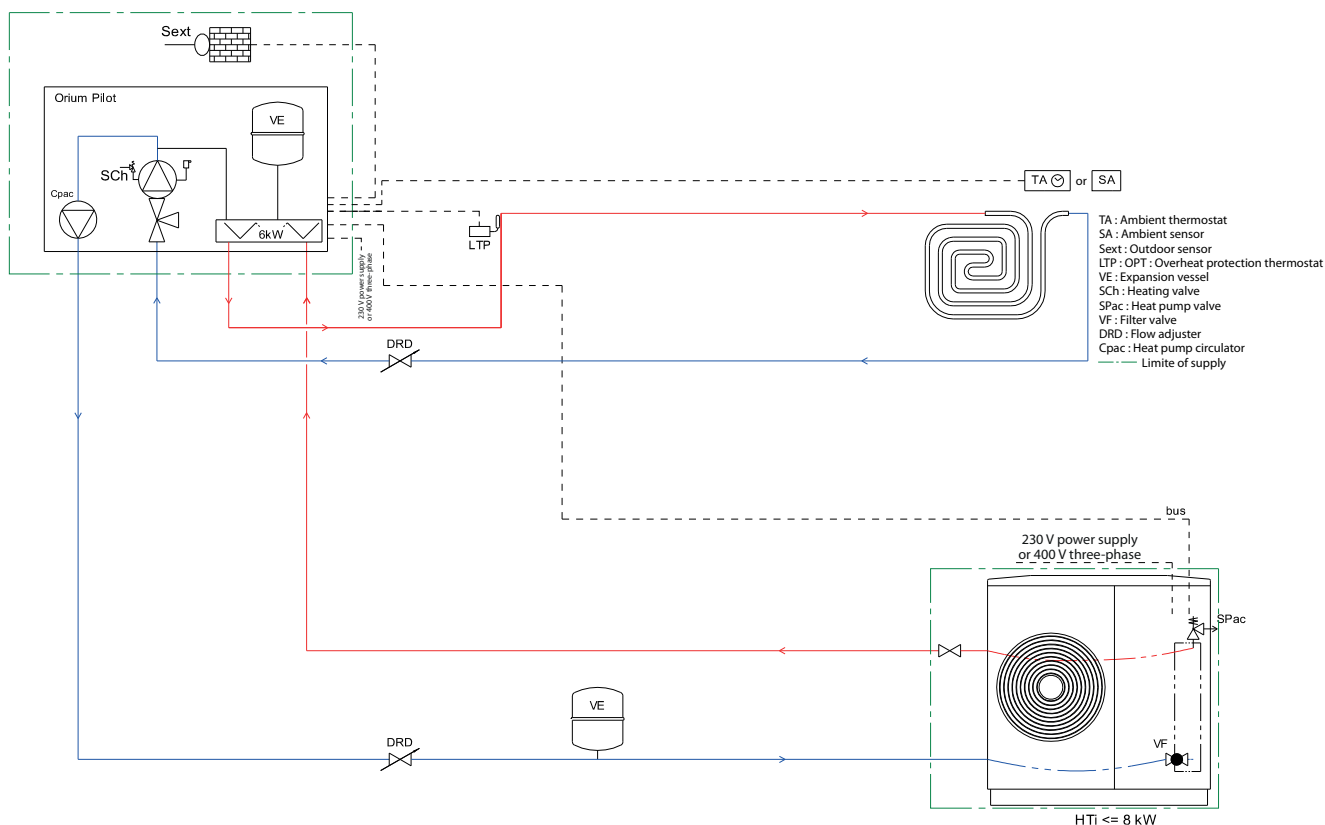 Sext
Orium Pilot
VE
SCh
Cpac
6kW
LTP
230 V power supply
or 400 V three-phase
TA or SA
TA : Ambient thermostat
SA : Ambient sensor
Sext : Outdoor sensor
LTP : OPT : Overheat protection thermostat
VE : Expansion vessel
SCh : Heating valve
SPac : Heat pump valve
VF : Filter valve
DRD : Flow adjuster
Cpac : Heat pump circulator
Limite of supply
DRD
bus
230 V power supply
or 400 V three-phase
SPac
VE
DRD
VF
HTi <= 8 kW